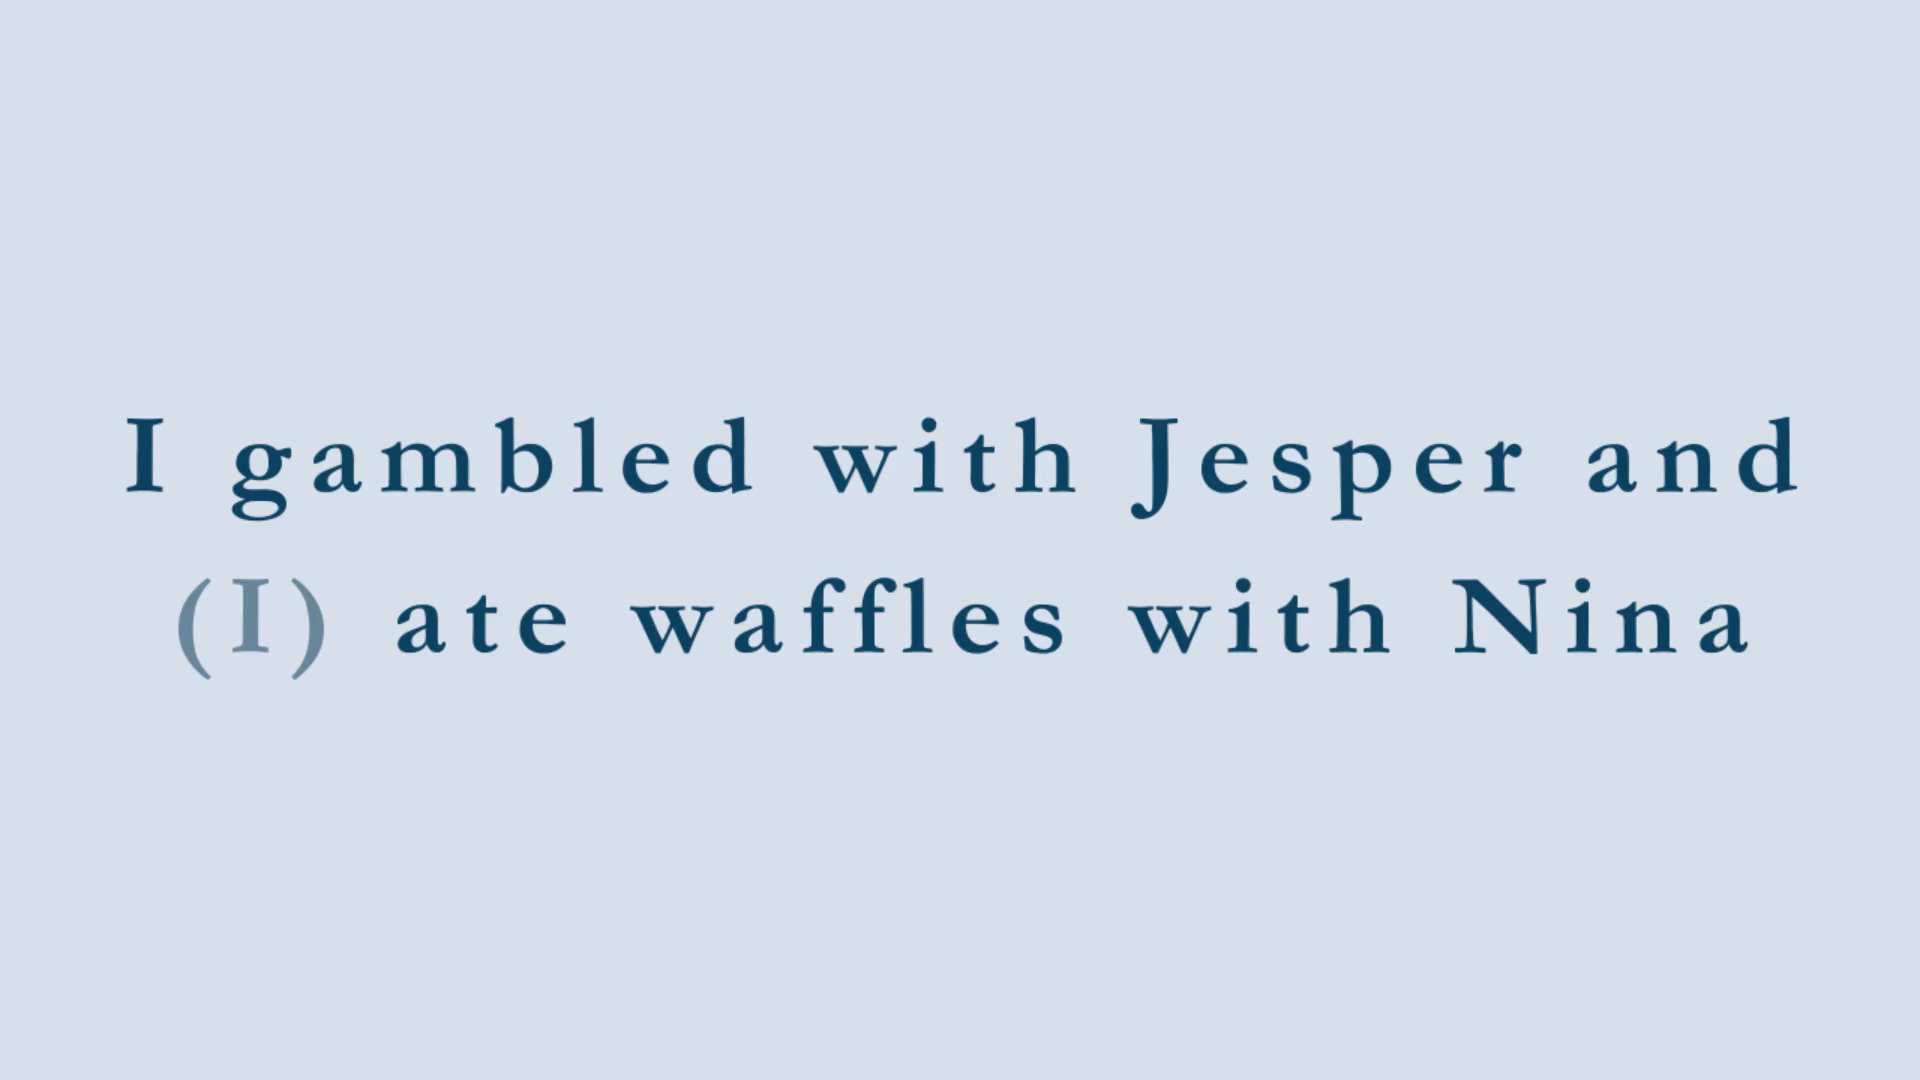 I gambled with Jesper and
(I) ate waffles with Nina